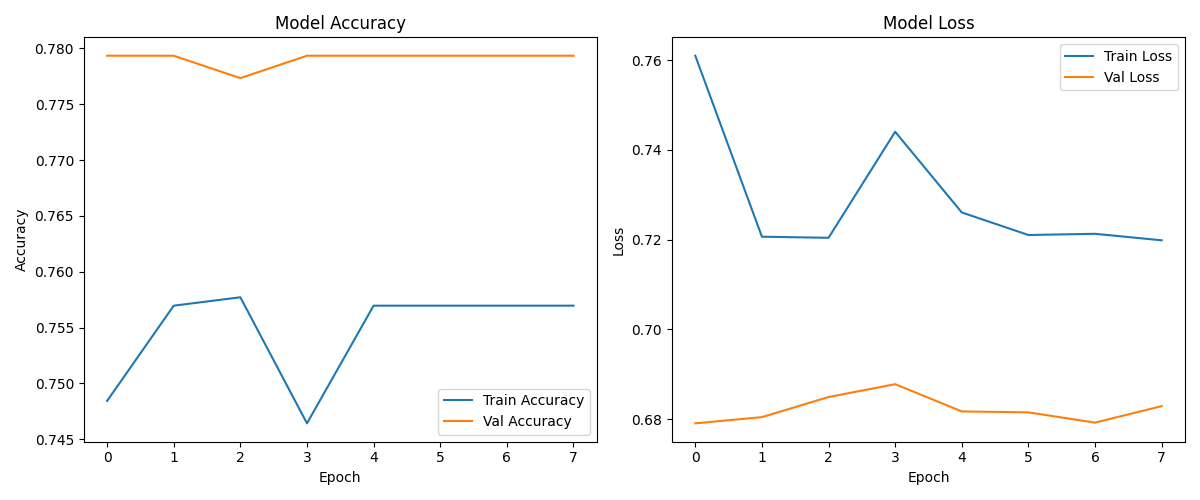 Model Accuracy
0.780
0.775
0.770
0.765
0.760
0.755
0.750
0.745
Accuracy
0 1 2 3 4 5 6 7
Epoch
Train Accuracy
Val Accuracy
Model Loss
0.76
0.74
0.72
0.70
0.68
Loss
0 1 2 3 4 5 6 7
Epoch
Train Loss
Val Loss